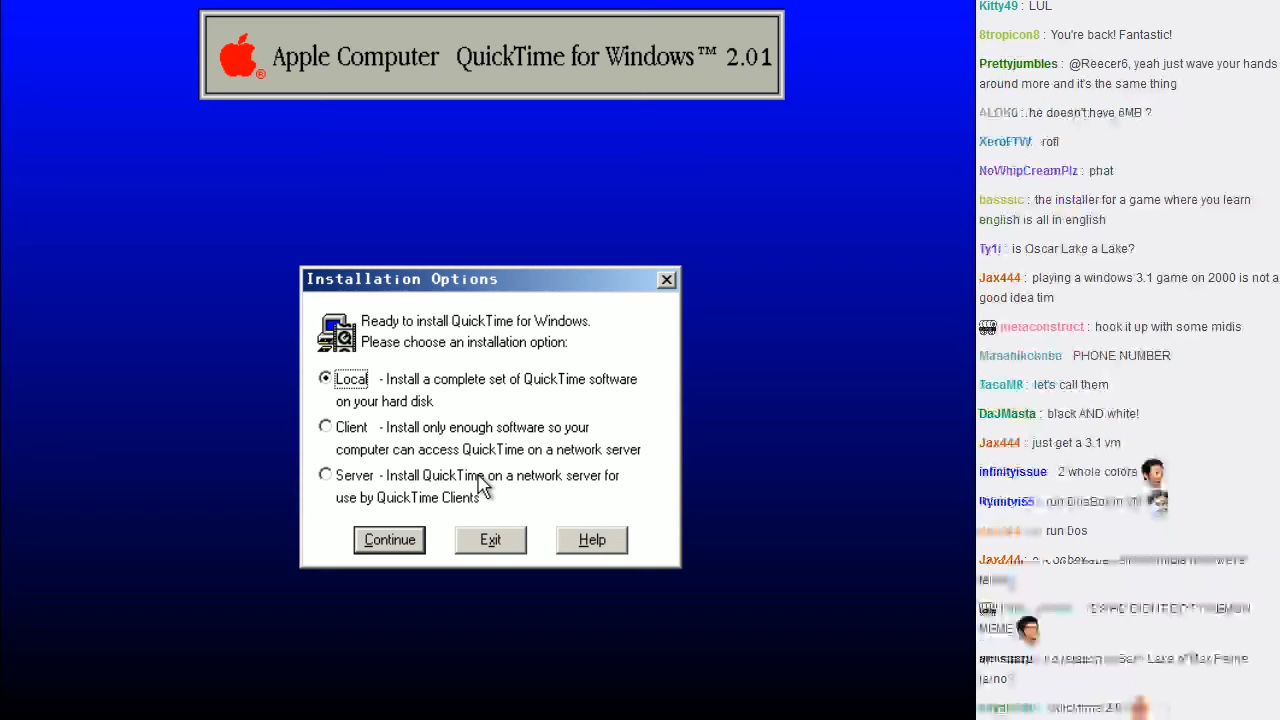 Apple Computer QuickTime for Windows™ 2.01
Installation Options
Ready to install QuickTime for Windows.
Please choose an installation option:
Local - Install a complete set of QuickTime software
on your hard disk
Client - Install only enough software so your
computer can access QuickTime on a network server
Server - Install QuickTime on a network server for
use by QuickTime Clients
Continue Exit Help
Kitty49 : LUL
8tropicon8 : You're back! Fantastic!
Prettyjumbles : @Reecer6, yeah just wave your hands
around more and it's the same thing
he doesn't have 6MB ?
XeroFTW rofl
NoWhipCreamPlz : phat
basssic : the installer for a game where you learn
english is all in english
Ty1i is Oscar Lake a Lake?
Jax444 : playing a windows 3.1 game on 2000 is not a
good idea tim
metaconstruct : hook it up with some midis
PHONE NUMBER
TacaMR : let's call them
DaJMasta : black AND white!
Jax444 : just get a 3.1 vm
infinityissue 2 whole colors
run Dos
Jax444 :
MEME